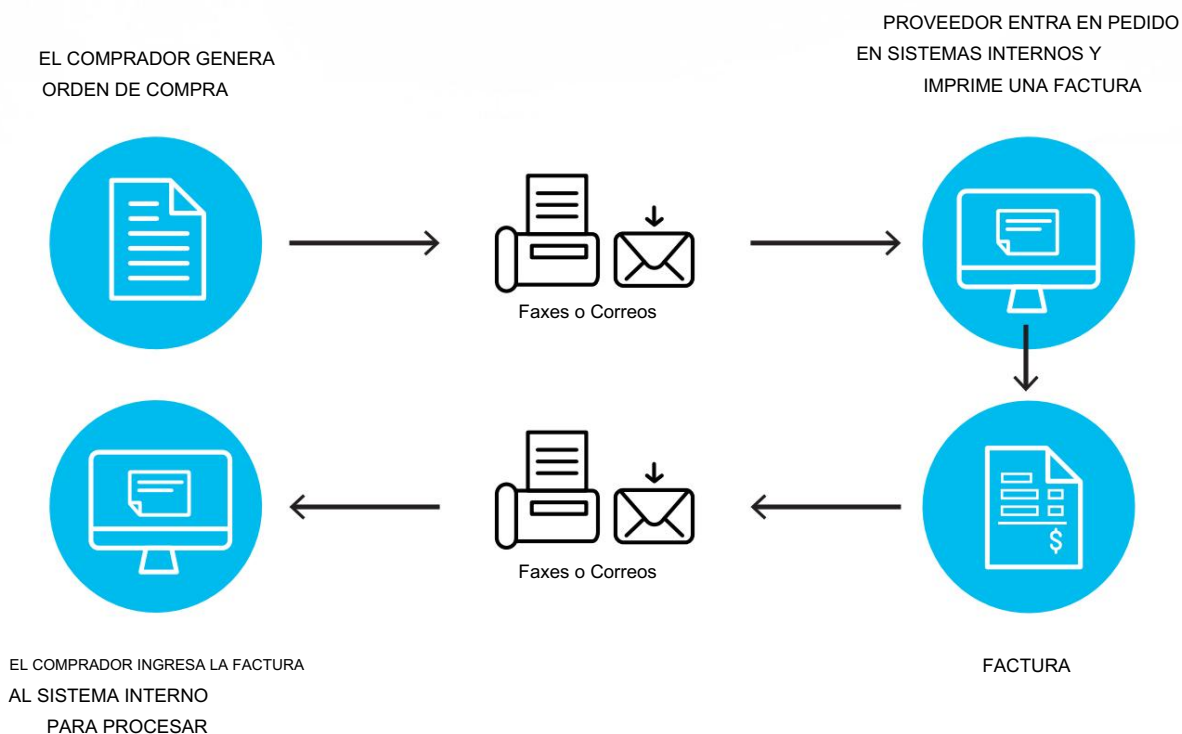 EL COMPRADOR GENERA
ORDEN DE COMPRA
PROVEEDOR ENTRA EN PEDIDO
EN SISTEMAS INTERNOS Y
IMPRIME UNA FACTURA
Faxes o Correos
$
Faxes o Correos
EL COMPRADOR INGRESA LA FACTURA
AL SISTEMA INTERNO
PARA PROCESAR
FACTURA